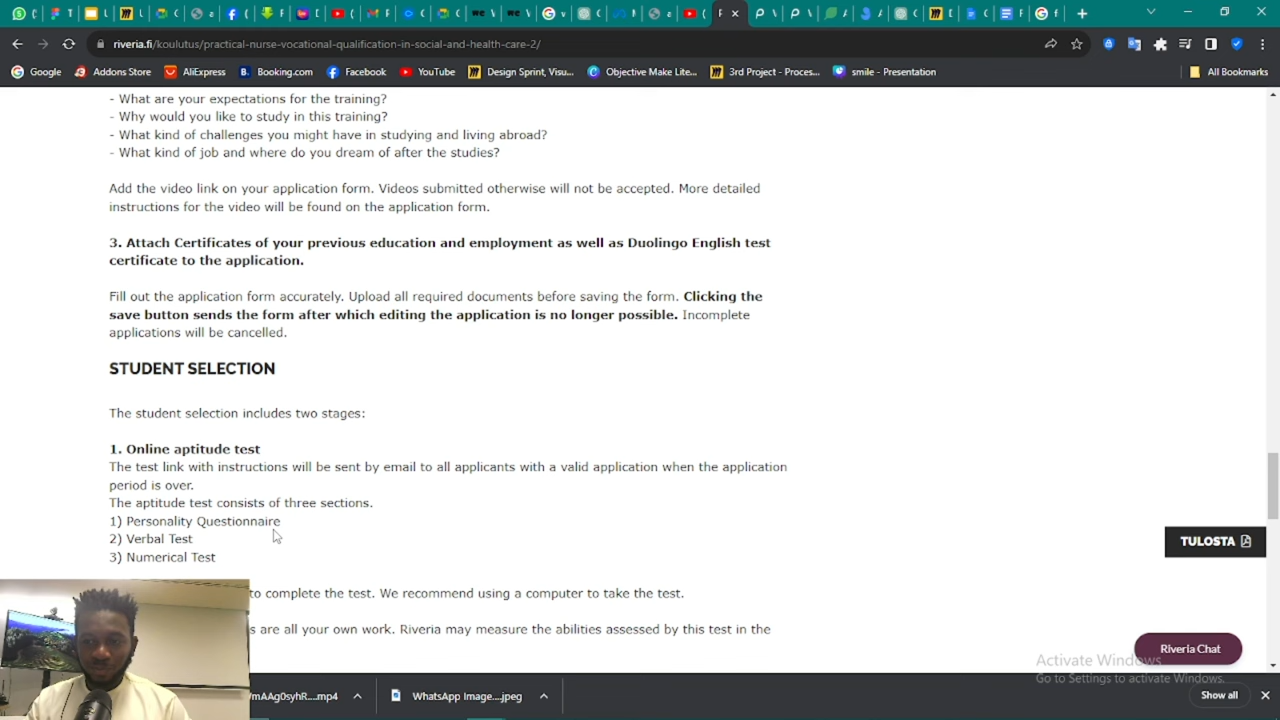 riveria.fi/koulutus/practical-nurse-vocational-qualification-in-social-and-health-care-2/
Google Addons Store AliExpress Booking.com Facebook YouTube Design Sprint, Visu... Objective Make Lite... 3rd Project - Proces... smile - Presentation All Bookmarks
- What are your expectations for the training?
- Why would you like to study in this training?
- What kind of challenges you might have in studying and living abroad?
- What kind of job and where do you dream of after the studies?
Add the video link on your application form. Videos submitted otherwise will not be accepted. More detailed
instructions for the video will be found on the application form.
3. Attach Certificates of your previous education and employment as well as Duolingo English test
certificate to the application.
Fill out the application form accurately. Upload all required documents before saving the form. Clicking the
save button sends the form after which editing the application is no longer possible. Incomplete
applications will be cancelled.
STUDENT SELECTION
The student selection includes two stages:
1. Online aptitude test
The test link with instructions will be sent by email to all applicants with a valid application when the application
period is over.
The aptitude test consists of three sections.
1) Personality Questionnaire
2) Verbal Test
TULOSTA
3) Numerical Test
to complete the test. We recommend using a computer to take the test.
s are all your own work. Riveria may measure the abilities assessed by this test in the
Riveria Chat
Activate Windows
Go to Settings to activate Windows.
/mAAg0syhR....mp4 WhatsApp Image....jpeg Show all